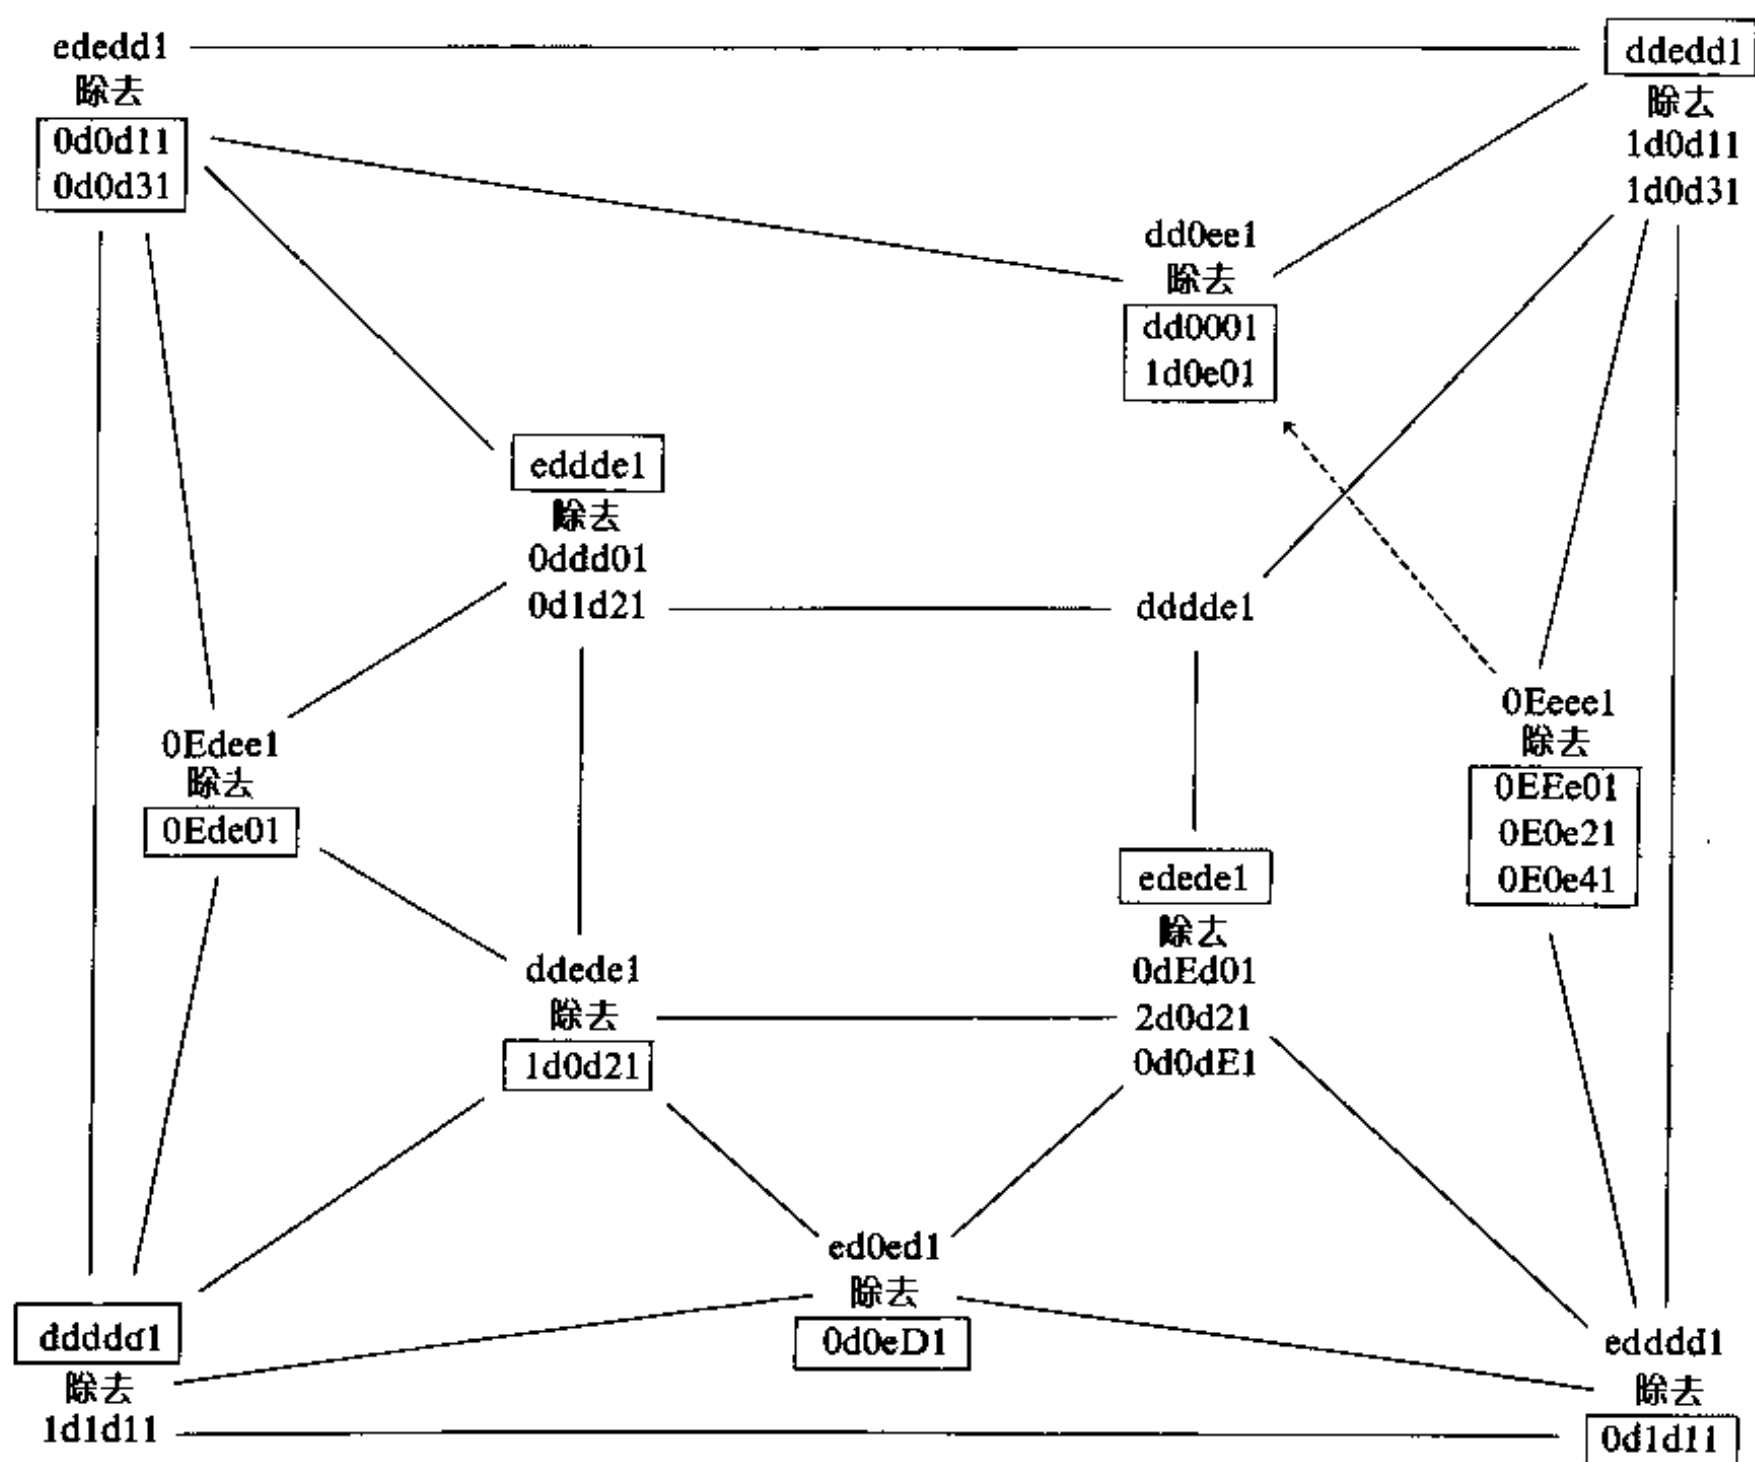 ededd1
除去
0d0d11
0d0d31
ddedd1
除去
1d0d11
1d0d31
dd0ee1
除去
dd0001
1d0e01
eddde1
除去
0ddd01
0d1d21
dddde1
0Eeee1
除去
0EEe01
0E0e21
0E0e41
0Edee1
除去
0Ede01
edede1
除去
0dEd01
2d0d21
0d0dE1
ddede1
除去
1d0d21
ed0ed1
除去
0d0eD1
ddddd1
除去
1d1d11
edddd1
除去
0d1d11